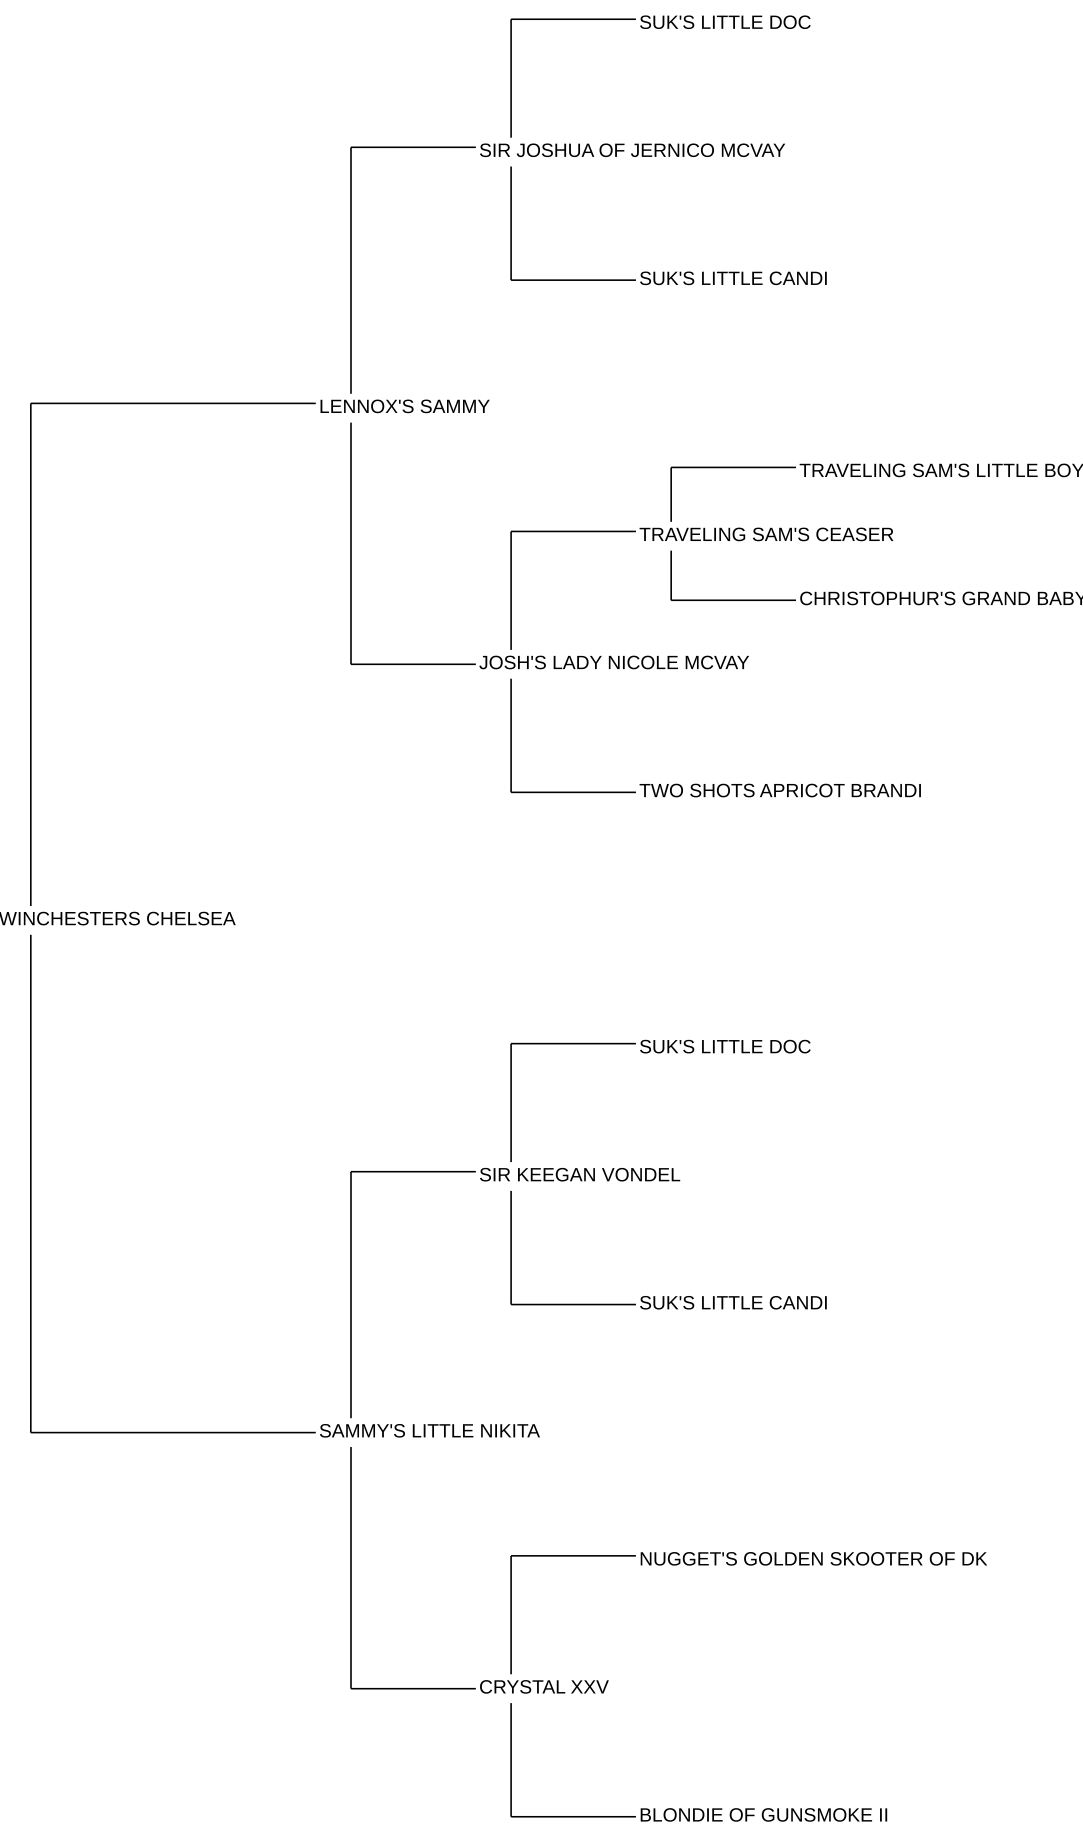 SUK'S LITTLE DOC
SIR JOSHUA OF JERNICO MCVAY
SUK'S LITTLE CANDI
LENNOX'S SAMMY
TRAVELING SAM'S LITTLE BOY
TRAVELING SAM'S CEASER
CHRISTOPHUR'S GRAND BABY
JOSH'S LADY NICOLE MCVAY
TWO SHOTS APRICOT BRANDI
WINCHESTERS CHELSEA
SUK'S LITTLE DOC
SIR KEEGAN VONDEL
SUK'S LITTLE CANDI
SAMMY'S LITTLE NIKITA
NUGGET'S GOLDEN SKOOTER OF DK
CRYSTAL XXV
BLONDIE OF GUNSMOKE II